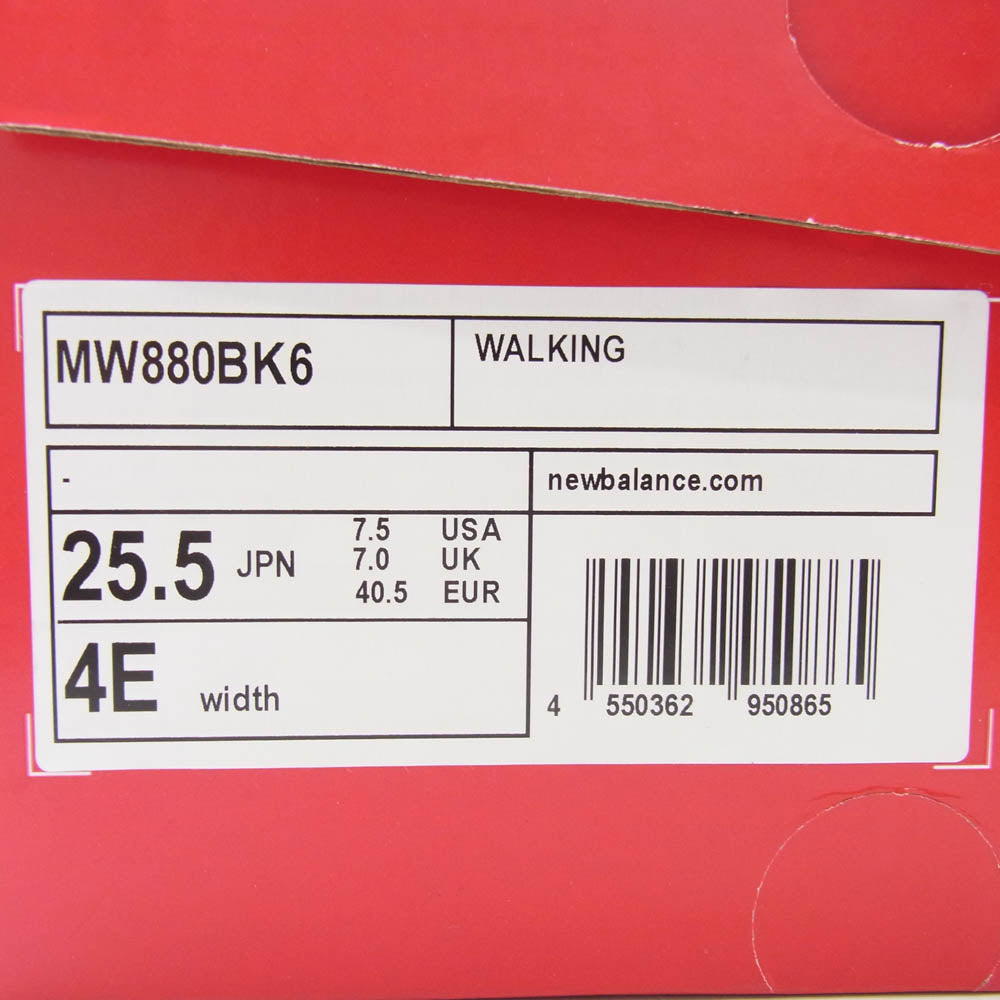 MW880BK6
WALKING
-
newbalance.com
25.5 JPN
7.5 USA
7.0 UK
40.5 EUR
4E width
4 550362 950865